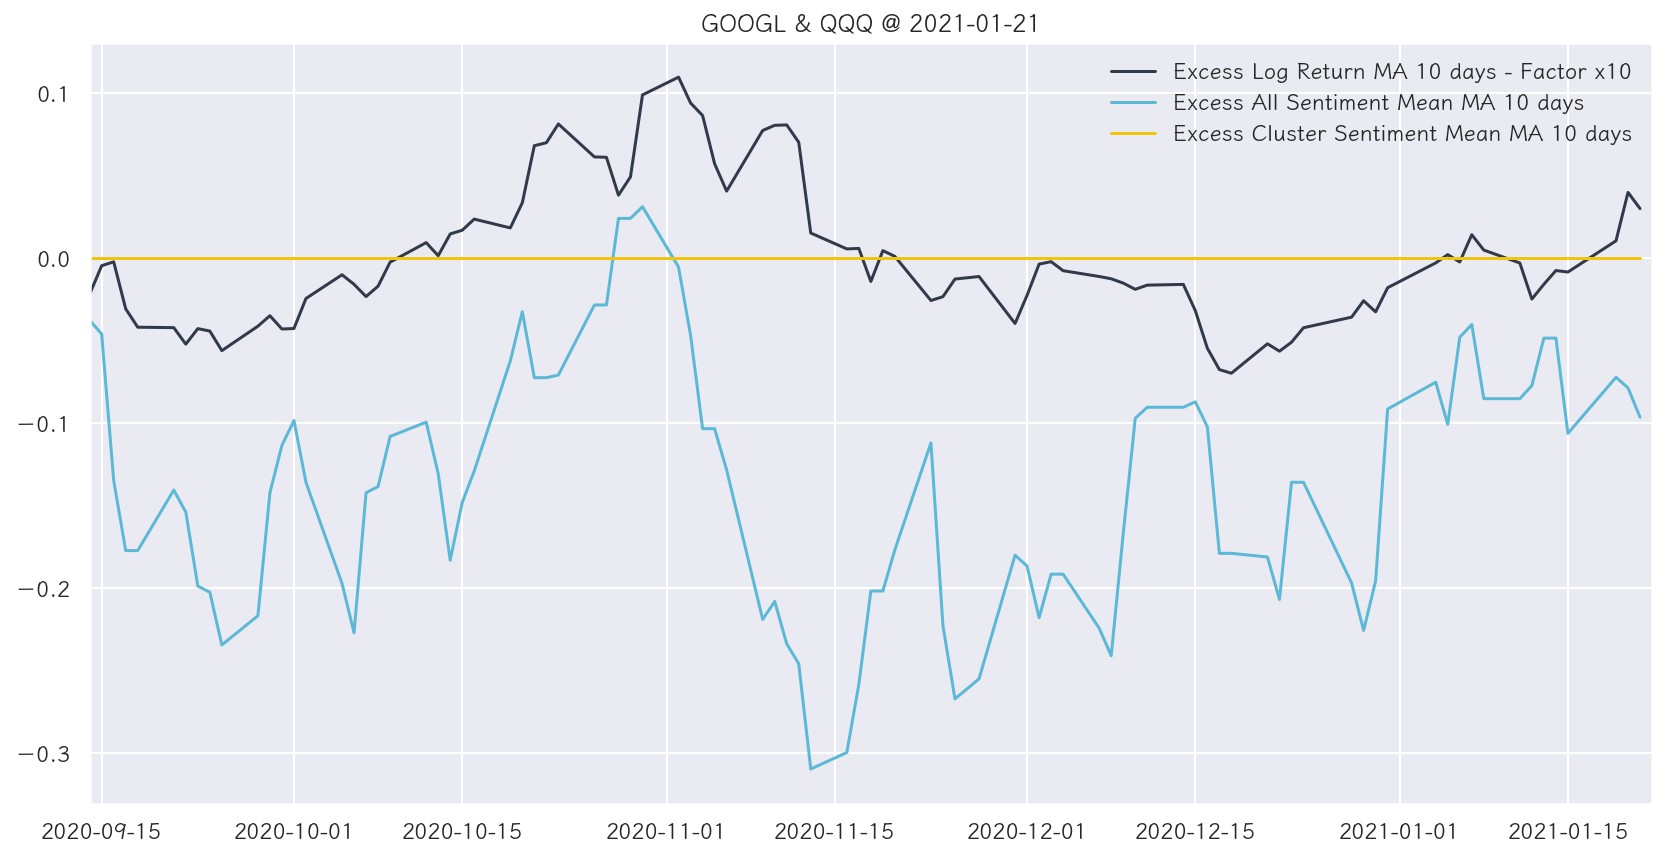 GOOGL & QQQ @ 2021-01-21
Excess Log Return MA 10 days - Factor x10
Excess All Sentiment Mean MA 10 days
Excess Cluster Sentiment Mean MA 10 days
0.1
0.0
−0.1
−0.2
−0.3
2020-09-15 2020-10-01 2020-10-15 2020-11-01 2020-11-15 2020-12-01 2020-12-15 2021-01-01 2021-01-15